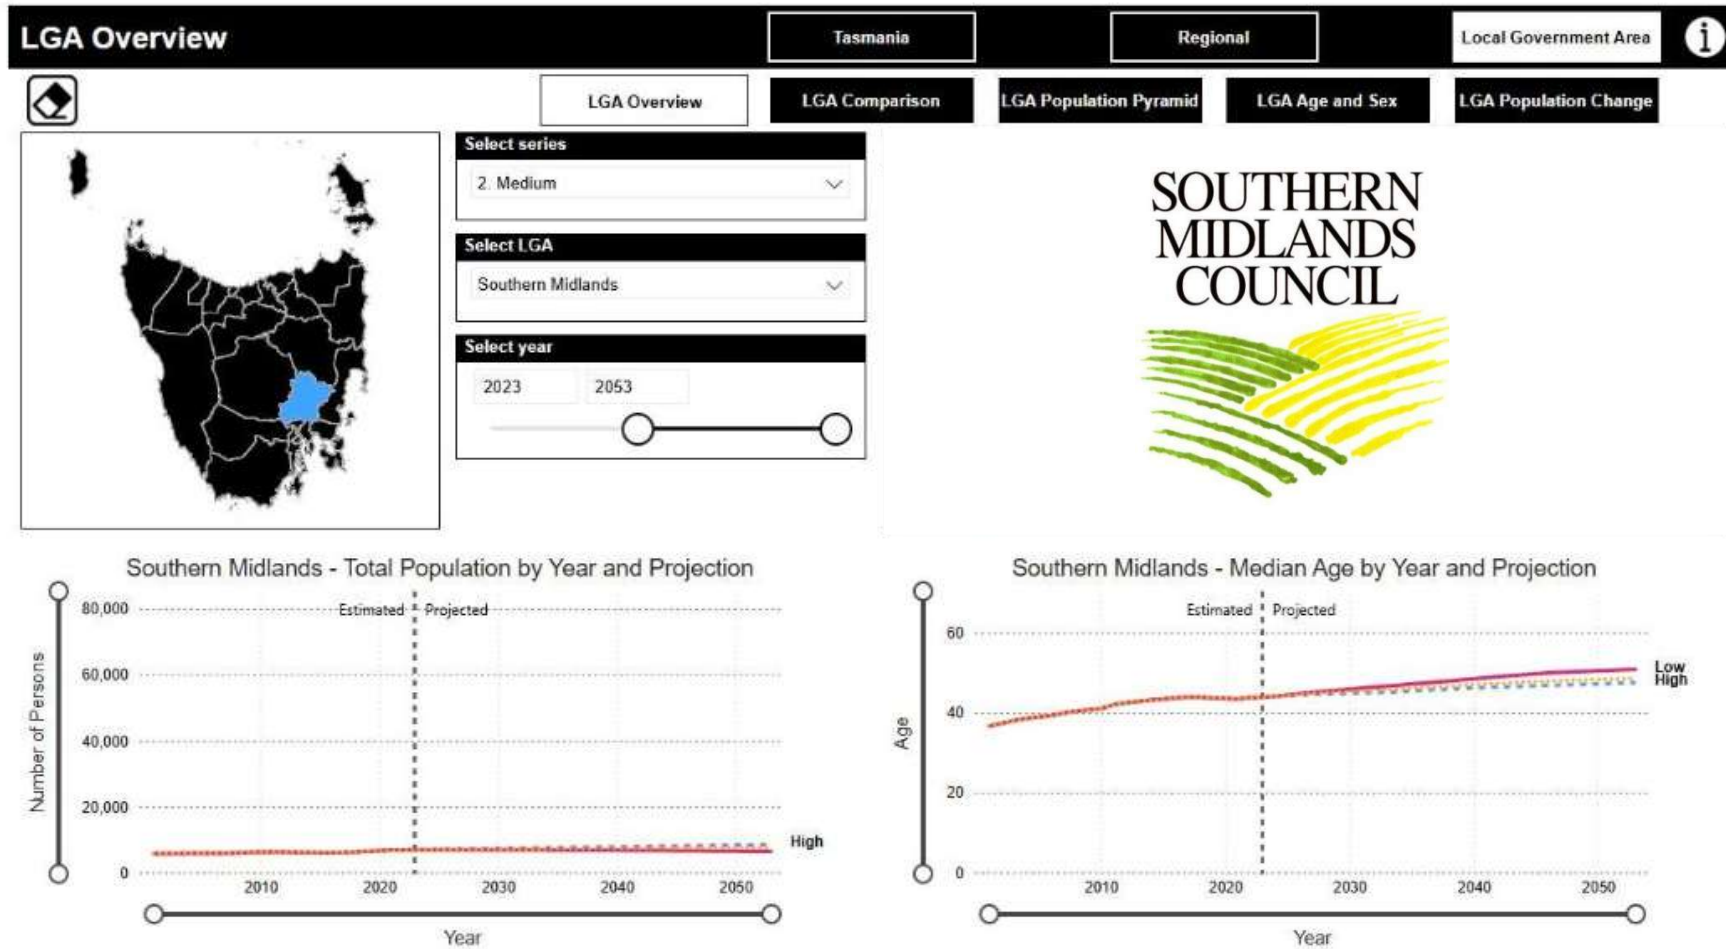 LGA Overview
Tasmania
Regional
Local Government Area
i
LGA Overview
LGA Comparison
LGA Population Pyramid
LGA Age and Sex
LGA Population Change
Select series
2. Medium
Select LGA
Southern Midlands
Select year
2023
2053
SOUTHERN
MIDLANDS
COUNCIL
Southern Midlands - Total Population by Year and Projection
Estimated
Projected
Number of Persons
80,000
60,000
40,000
20,000
0
High
2010
2020
2030
2040
2050
Year
Southern Midlands - Median Age by Year and Projection
Estimated
Projected
Age
60
40
20
0
Low
High
2010
2020
2030
2040
2050
Year